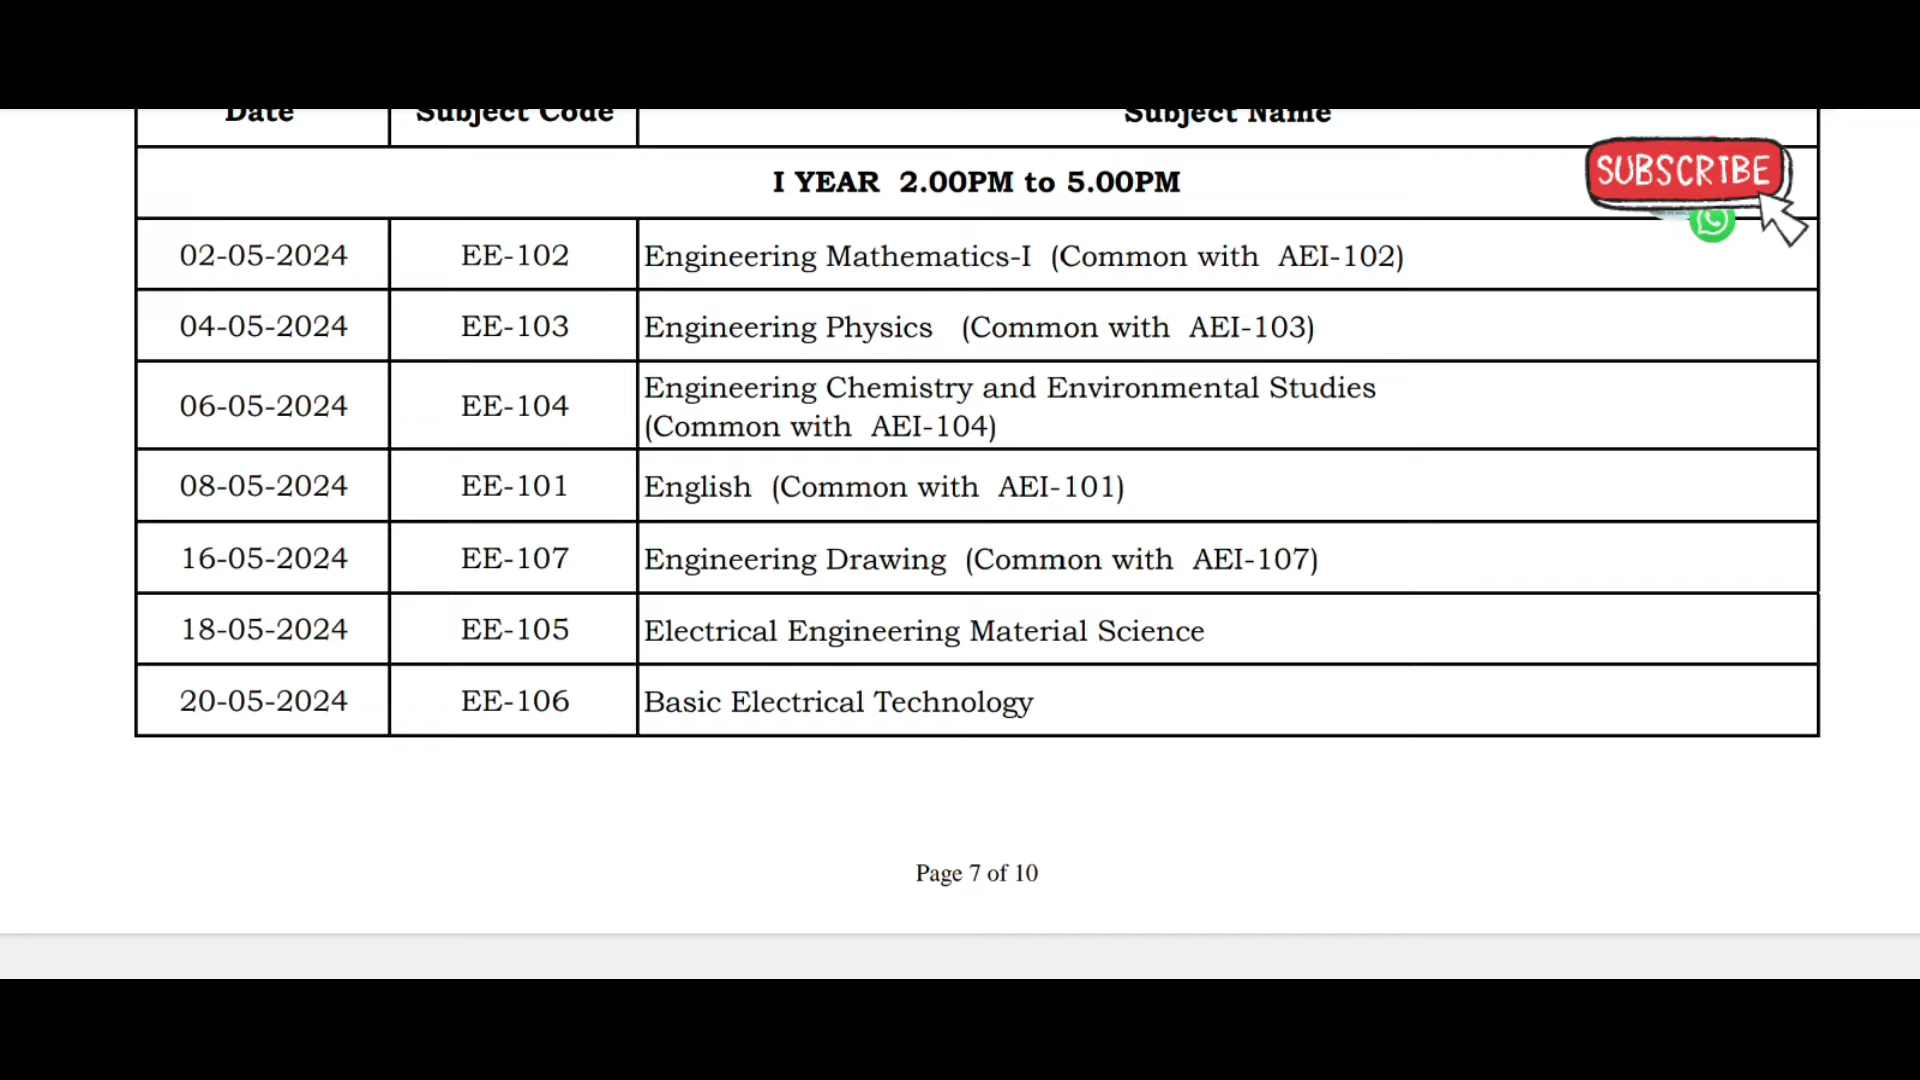 Date Subject Code Subject Name
I YEAR 2.00PM to 5.00PM
SUBSCRIBE
02-05-2024 EE-102 Engineering Mathematics-I (Common with AEI-102)
04-05-2024 EE-103 Engineering Physics (Common with AEI-103)
06-05-2024 EE-104 Engineering Chemistry and Environmental Studies
(Common with AEI-104)
08-05-2024 EE-101 English (Common with AEI-101)
16-05-2024 EE-107 Engineering Drawing (Common with AEI-107)
18-05-2024 EE-105 Electrical Engineering Material Science
20-05-2024 EE-106 Basic Electrical Technology
Page 7 of 10